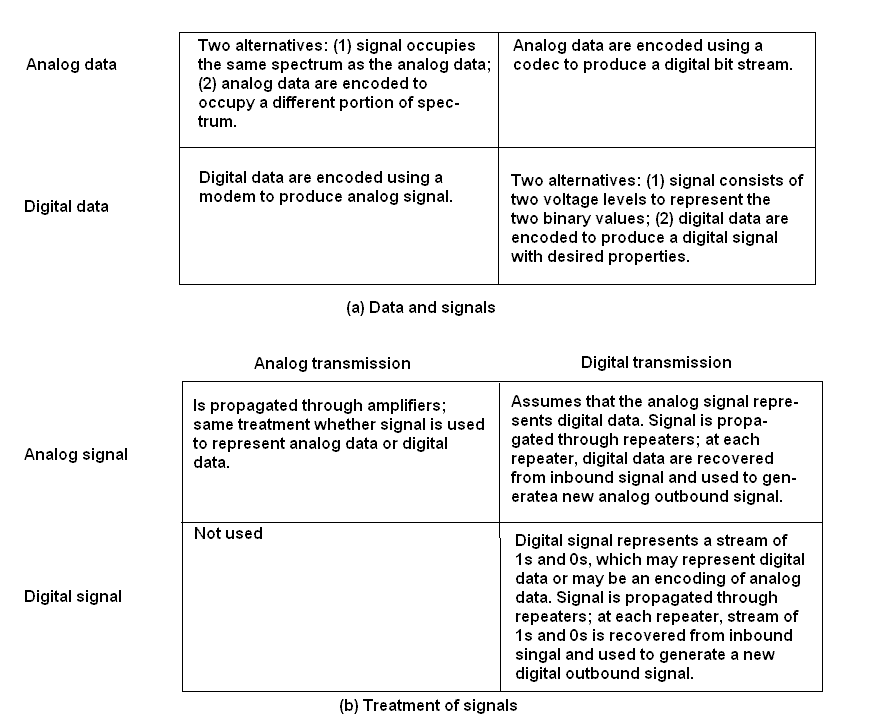 Analog data
Two alternatives: (1) signal occupies
the same spectrum as the analog data;
(2) analog data are encoded to
occupy a different portion of spec-
trum.
Analog data are encoded using a
codec to produce a digital bit stream.
Digital data
Digital data are encoded using a
modem to produce analog signal.
Two alternatives: (1) signal consists of
two voltage levels to represent the
two binary values; (2) digital data are
encoded to produce a digital signal
with desired properties.
(a) Data and signals
Analog transmission
Digital transmission
Analog signal
Is propagated through amplifiers;
same treatment whether signal is used
to represent analog data or digital
data.
Assumes that the analog signal repre-
sents digital data. Signal is propa-
gated through repeaters; at each
repeater, digital data are recovered
from inbound signal and used to gen-
eratea new analog outbound signal.
Digital signal
Not used
Digital signal represents a stream of
1s and 0s, which may represent digital
data or may be an encoding of analog
data. Signal is propagated through
repeaters; at each repeater, stream of
1s and 0s is recovered from inbound
singal and used to generate a new
digital outbound signal.
(b) Treatment of signals